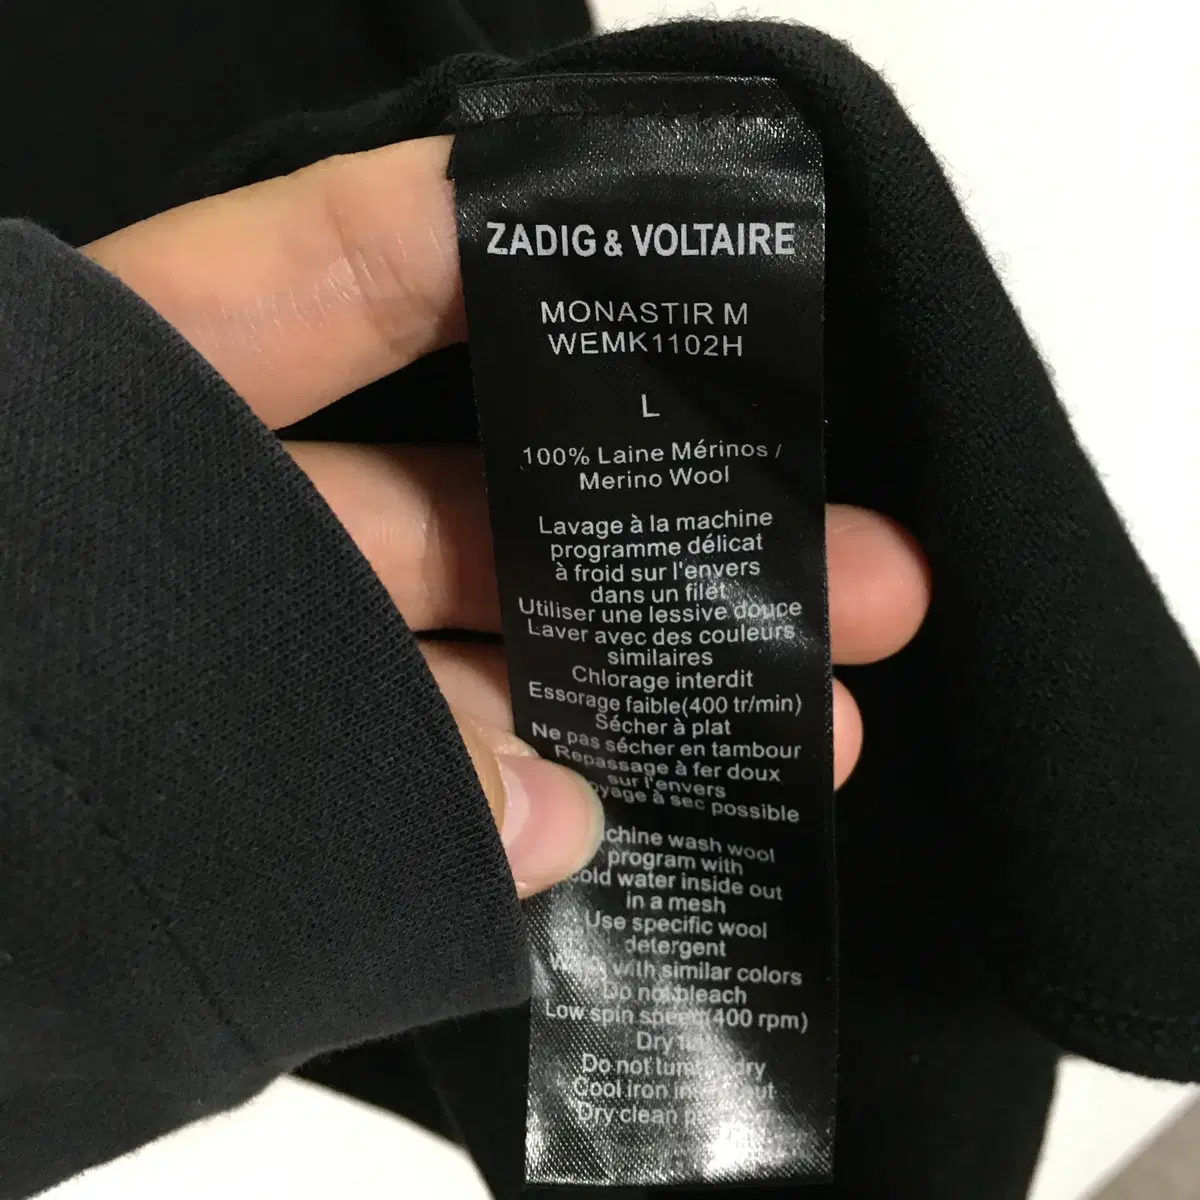 ZADIG & VOLTAIRE
MONASTIR M
WEMK1102H
L
100% Laine Mérinos /
Merino Wool
Lavage à la machine
programme délicat
à froid sur l'envers
dans un filet
Utiliser une lessive douce
Laver avec des couleurs
similaires
Chlorage interdit
Essorage faible(400 tr/min)
Sécher à plat
Ne pas sécher en tambour
Repassage à fer doux
sur l'envers
à sec possible
wash wool
program with
cold water inside out
in a mesh
Use specific wool
detergent
with similar colors
Do not bleach
Low spin speed(400 rpm)
Dry
Do not dry
Cool iron
Dry clean